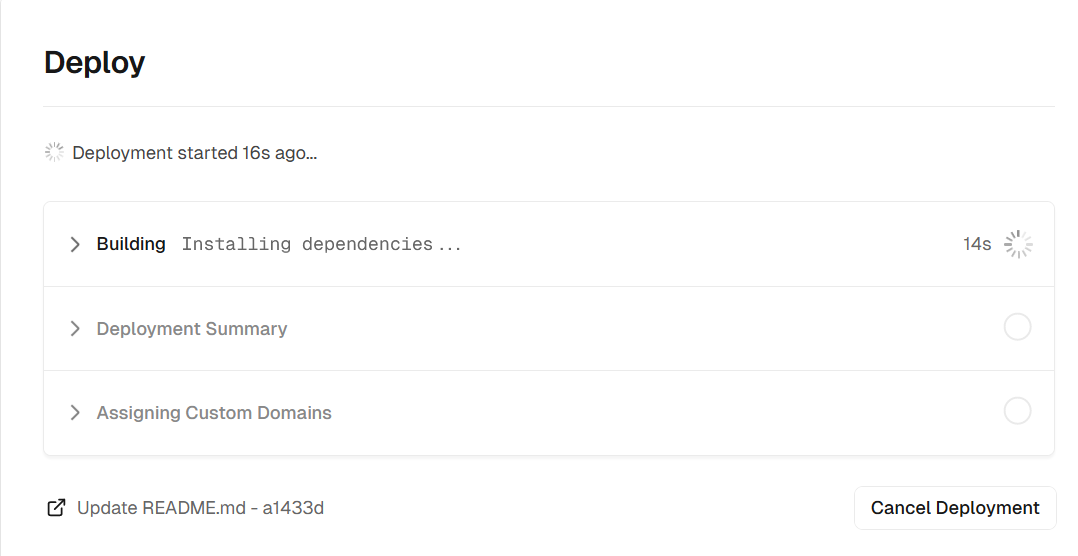 Deploy
Deployment started 16s ago...
Building Installing dependencies... 14s
Deployment Summary
Assigning Custom Domains
Update README.md - a1433d Cancel Deployment